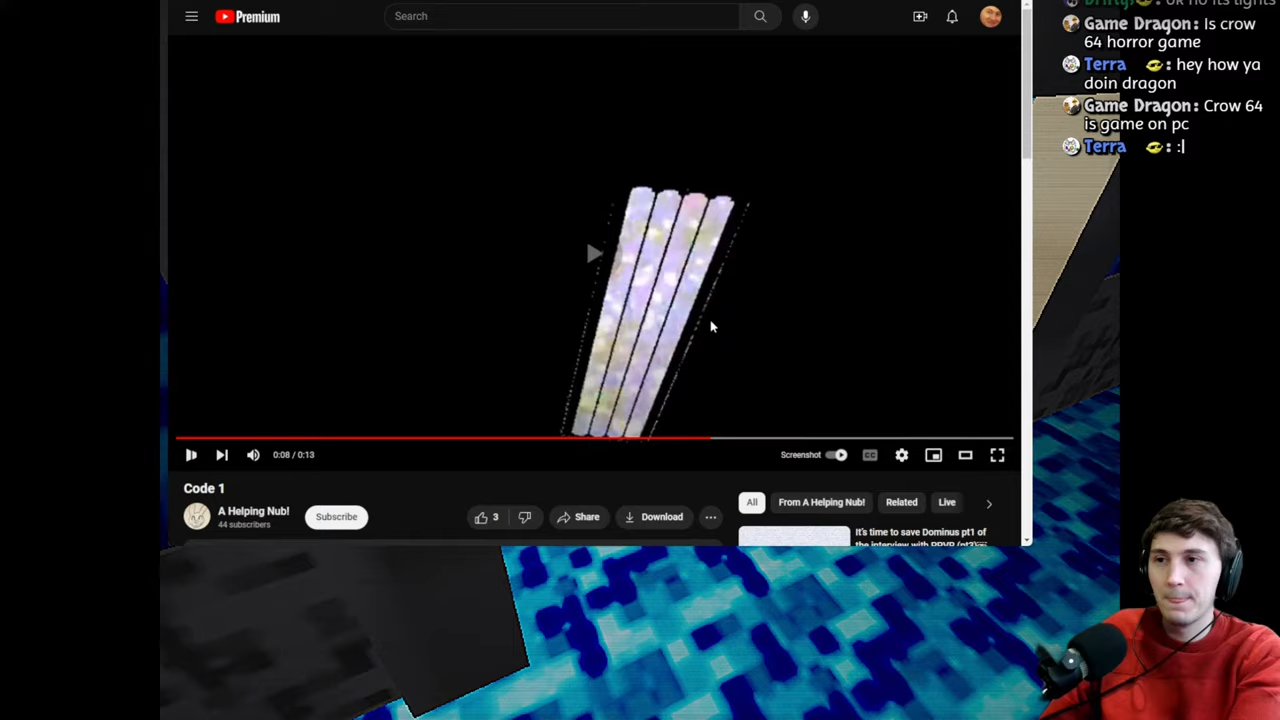 Premium
Search
Game Dragon: Is crow
64 horror game
Terra : hey how ya
doin dragon
Game Dragon: Crow 64
is game on pc
Terra : :|
0:08 / 0:13
Screenshot
CC
Code 1
A Helping Nub!
44 subscribers
Subscribe
3
Share
Download
All
From A Helping Nub!
Related
Live
It's time to save Dominus pt1 of